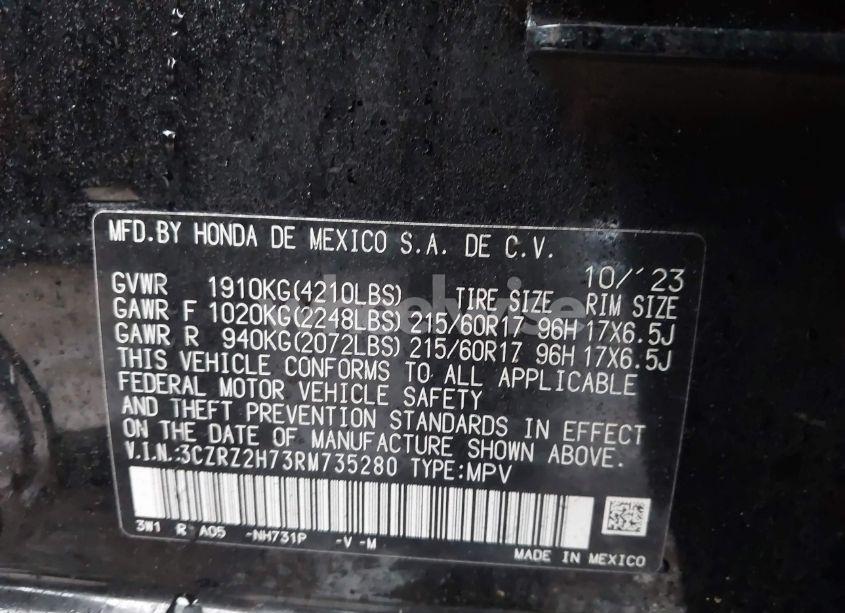 MFD.BY HONDA DE MEXICO S.A. DE C.V.
10/'23
GVWR 1910KG(4210LBS) TIRE SIZE RIM SIZE
GAWR F 1020KG(2248LBS) 215/60R17 96H 17X6.5J
GAWR R 940KG(2072LBS) 215/60R17 96H 17X6.5J
THIS VEHICLE CONFORMS TO ALL APPLICABLE
FEDERAL MOTOR VEHICLE SAFETY
AND THEFT PREVENTION STANDARDS IN EFFECT
ON THE DATE OF MANUFACTURE SHOWN ABOVE.
V.I.N.:3CZRZ2H73RM735280 TYPE:MPV
3W1 R A05 -NH731P -V -M
MADE IN MEXICO